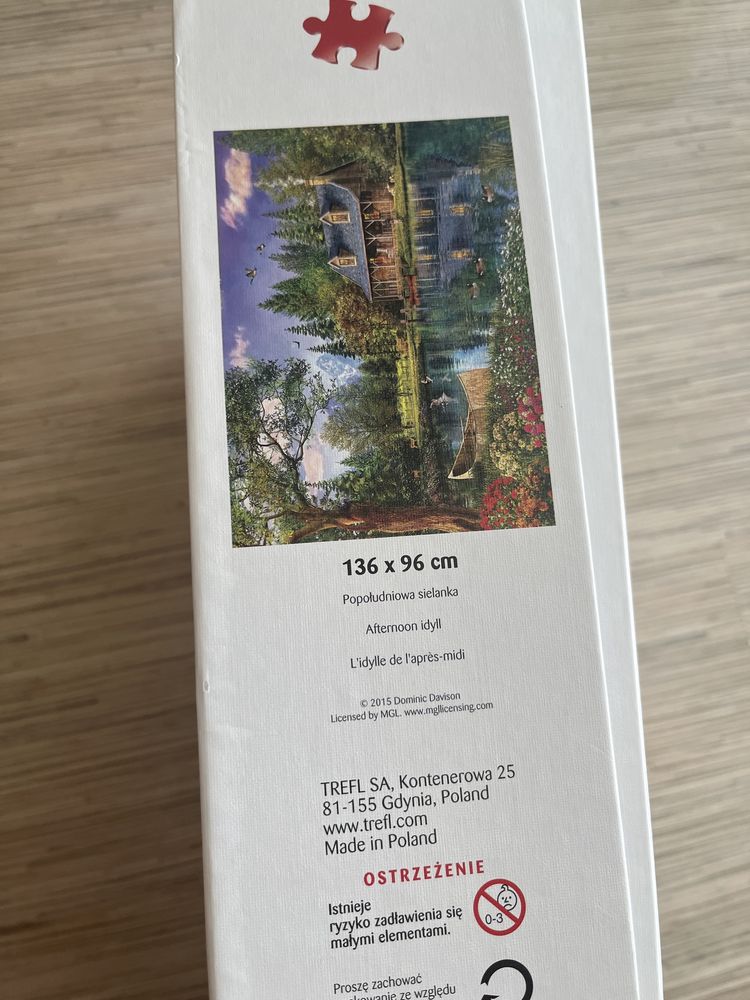 136 x 96 cm
Popołudniowa sielanka
Afternoon idyll
L'idylle de l'après-midi
© 2015 Dominic Davison
Licensed by MGL. www.mgllicensing.com
TREFL SA, Kontenerowa 25
81-155 Gdynia, Poland
www.trefl.com
Made in Poland
OSTRZEŻENIE
Istnieje
ryzyko zadławienia się
małymi elementami.
0-3
Proszę zachować
ze względu